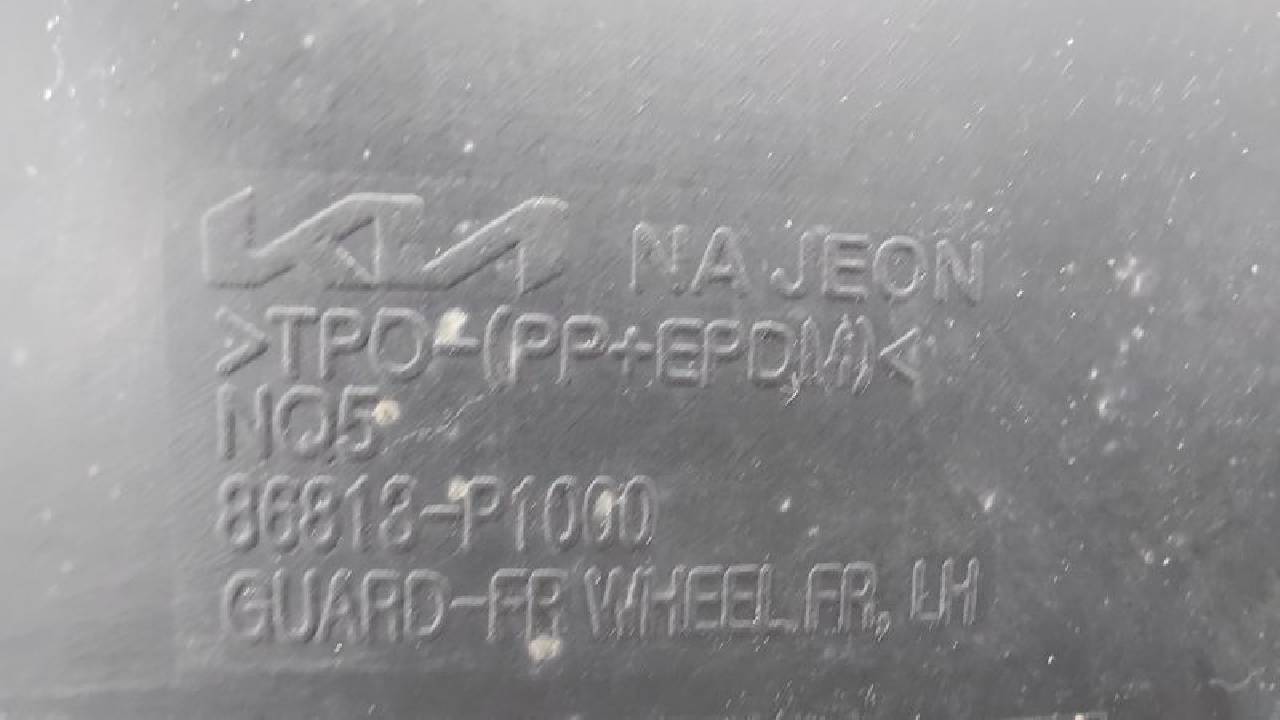 KIA NA JEON
>TPO-(PP+EPDM)<
NQ5
86818-P1000
GUARD-FR WHEEL FR, LH